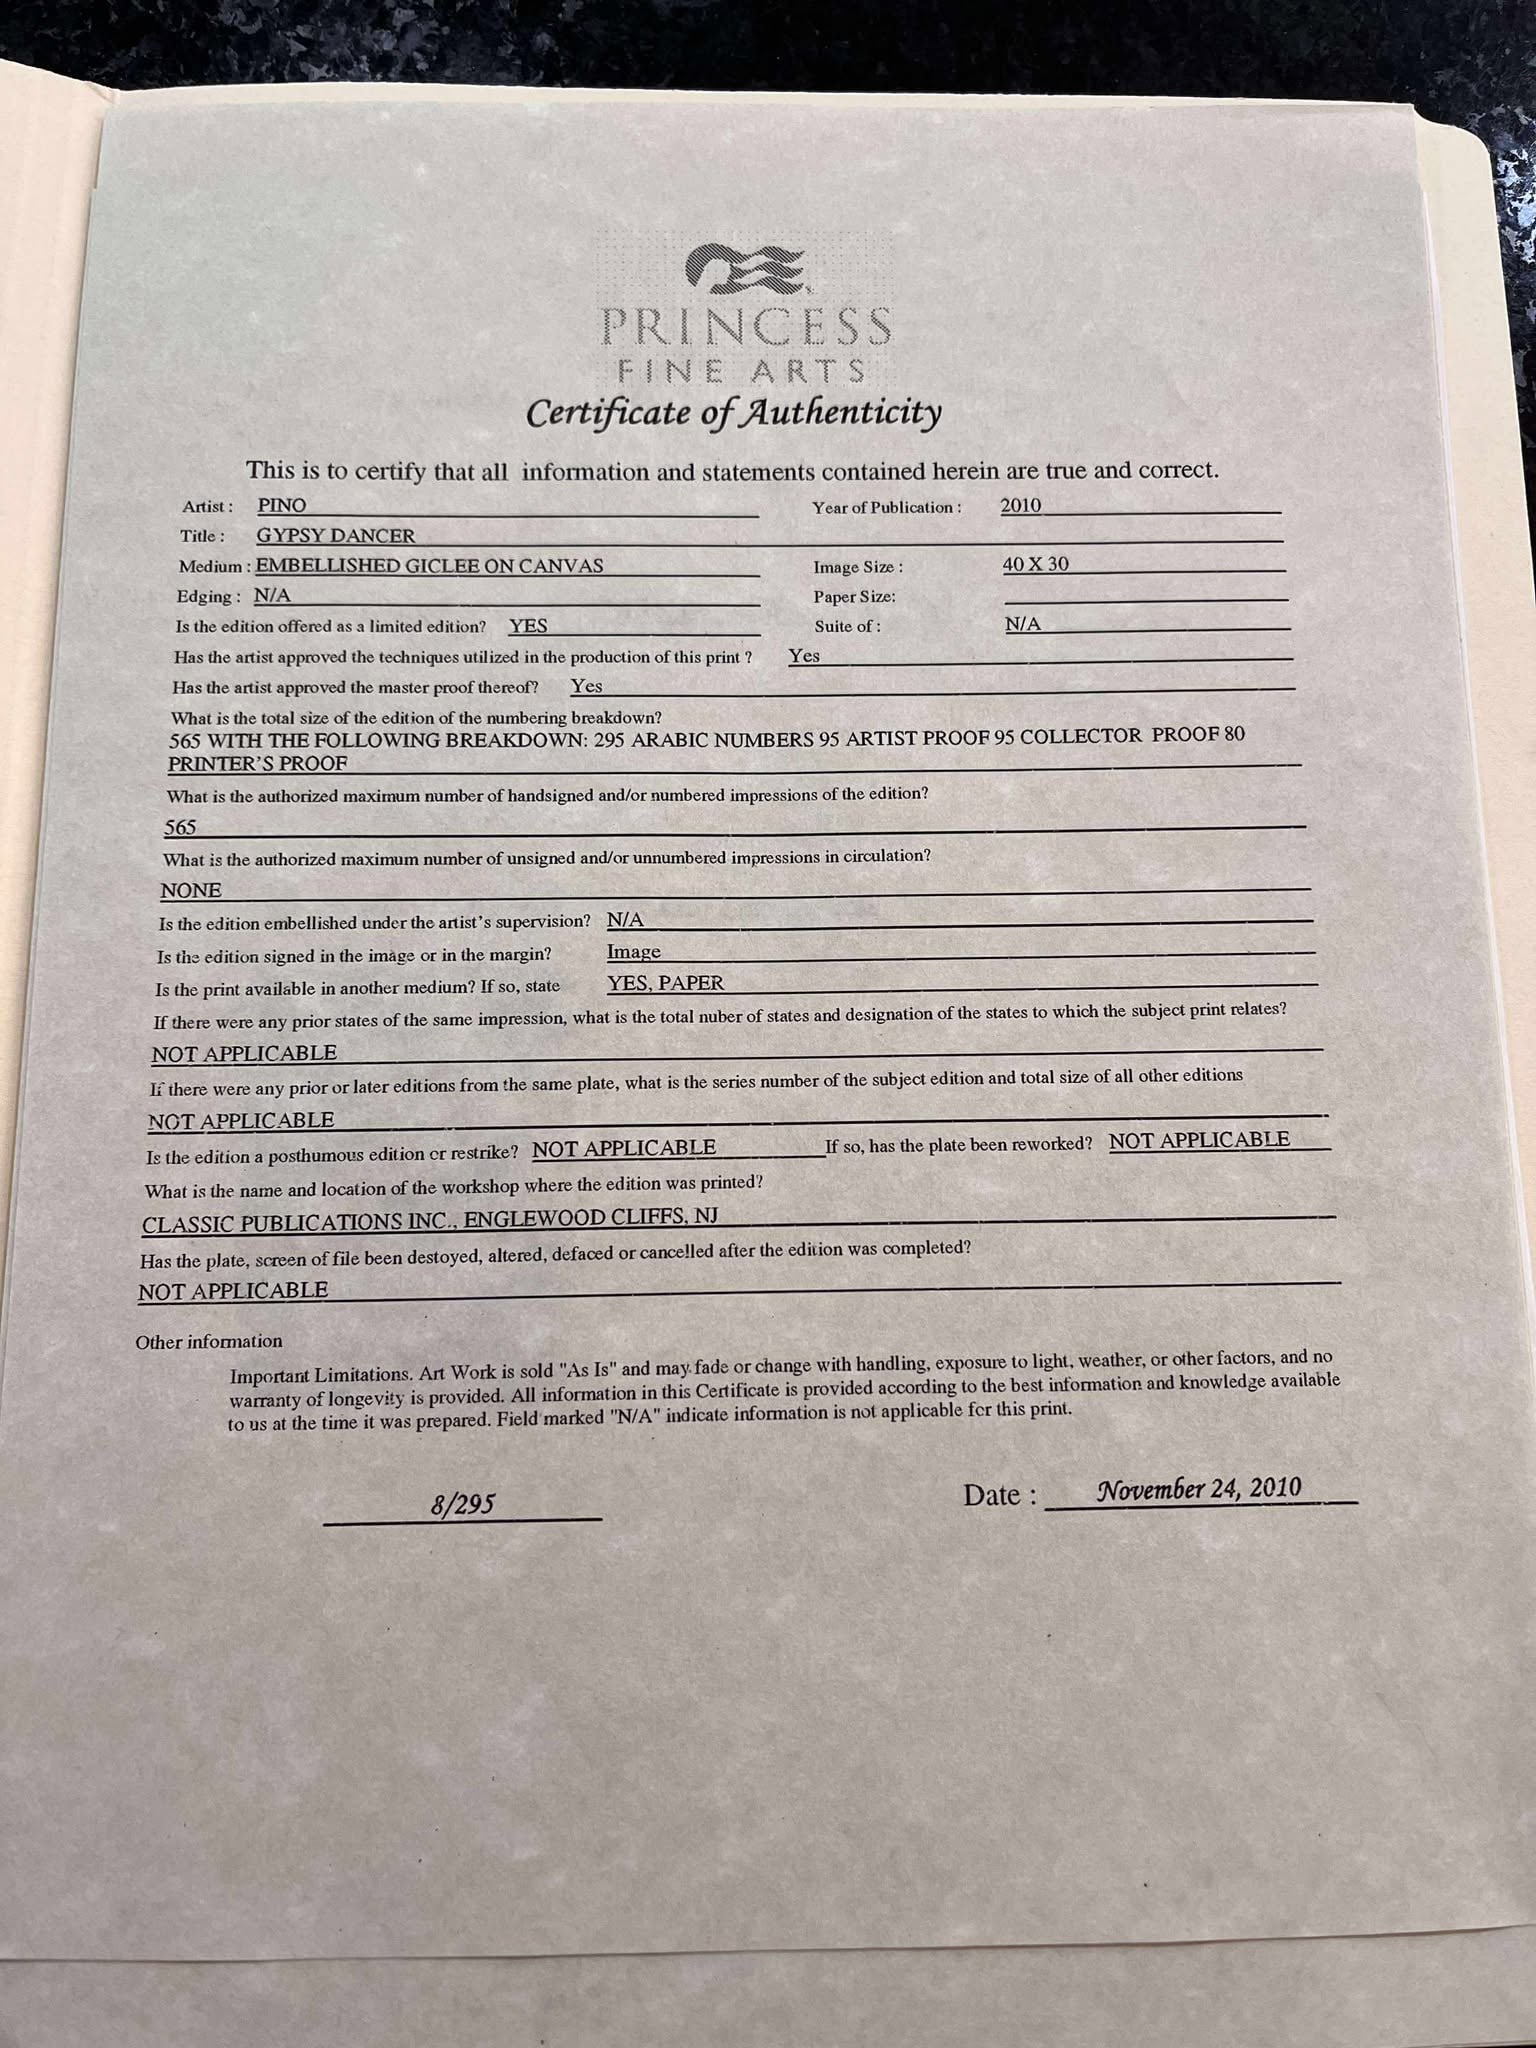 PRINCESS
FINE ARTS
Certificate of Authenticity
This is to certify that all information and statements contained herein are true and correct.
Artist : PINO Year of Publication : 2010
Title : GYPSY DANCER
Medium : EMBELLISHED GICLEE ON CANVAS Image Size : 40 X 30
Edging : N/A Paper Size:
Is the edition offered as a limited edition? YES Suite of : N/A
Has the artist approved the techniques utilized in the production of this print ? Yes
Has the artist approved the master proof thereof? Yes
What is the total size of the edition of the numbering breakdown?
565 WITH THE FOLLOWING BREAKDOWN: 295 ARABIC NUMBERS 95 ARTIST PROOF 95 COLLECTOR PROOF 80
PRINTER'S PROOF
What is the authorized maximum number of handsigned and/or numbered impressions of the edition?
565
What is the authorized maximum number of unsigned and/or unnumbered impressions in circulation?
NONE
Is the edition embellished under the artist's supervision? N/A
Is the edition signed in the image or in the margin? Image
Is the print available in another medium? If so, state YES, PAPER
If there were any prior states of the same impression, what is the total nuber of states and designation of the states to which the subject print relates?
NOT APPLICABLE
If there were any prior or later editions from the same plate, what is the series number of the subject edition and total size of all other editions
NOT APPLICABLE
Is the edition a posthumous edition or restrike? NOT APPLICABLE If so, has the plate been reworked? NOT APPLICABLE
What is the name and location of the workshop where the edition was printed?
CLASSIC PUBLICATIONS INC., ENGLEWOOD CLIFFS, NJ
Has the plate, screen of file been destoyed, altered, defaced or cancelled after the edition was completed?
NOT APPLICABLE
Other information
Important Limitations. Art Work is sold "As Is" and may fade or change with handling, exposure to light, weather, or other factors, and no
warranty of longevity is provided. All information in this Certificate is provided according to the best information and knowledge available
to us at the time it was prepared. Field marked "N/A" indicate information is not applicable for this print.
8/295 Date : November 24, 2010